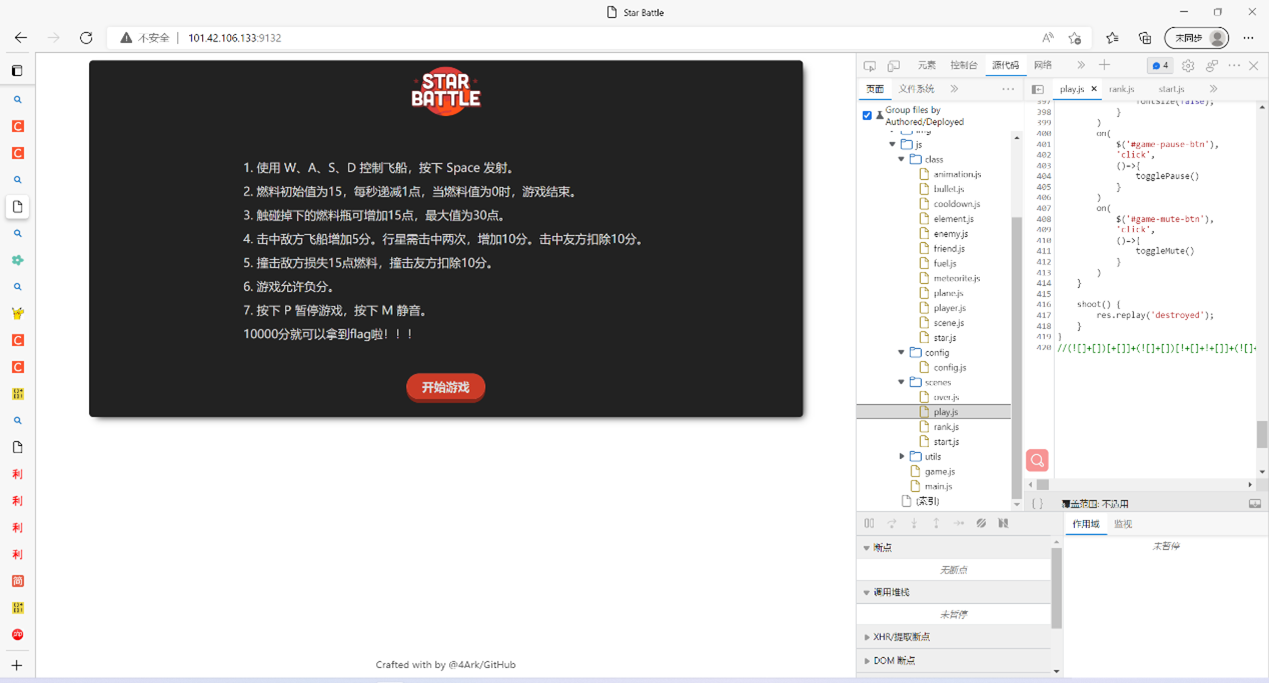 Star Battle
不安全 101.42.106.133:9132
未同步
STAR
BATTLE
1. 使用 W、A、S、D 控制飞船，按下 Space 发射。
2. 燃料初始值为15，每秒递减1点，当燃料值为0时，游戏结束。
3. 触碰掉下的燃料瓶可增加15点，最大值为30点。
4. 击中敌方飞船增加5分。行星需击中两次，增加10分。击中友方扣除10分。
5. 撞击敌方损失15点燃料，撞击友方扣除10分。
6. 游戏允许负分。
7. 按下 P 暂停游戏，按下 M 静音。
10000分就可以拿到flag啦！！！
开始游戏
Crafted with by @4Ark/GitHub
元素 控制台 源代码 网络 4
页面 文件系统
Group files by
Authored/Deployed
js
class
animation.js
bullet.js
cooldown.js
element.js
enemy.js
friend.js
fuel.js
meteorite.js
plane.js
player.js
scene.js
star.js
config
config.js
scenes
over.js
play.js
rank.js
start.js
utils
game.js
main.js
(索引)
play.js rank.js start.js
398 }
399 )
400 on(
401 $('#game-pause-btn'),
402 'click',
403 ()=>{
404 togglePause()
405 }
406 )
407 on(
408 $('#game-mute-btn'),
409 'click',
410 ()=>{
411 toggleMute()
412 }
413 )
414 }
415
416 shoot() {
417 res.replay('destroyed');
418 }
419 }
420 //(![]+[])[+[]]+(![]+[])[!+[]+!+[]]+(![]+
{ } 覆盖范围: 不适用
断点
无断点
调用堆栈
未暂停
XHR/提取断点
DOM 断点
作用域 监视
未暂停